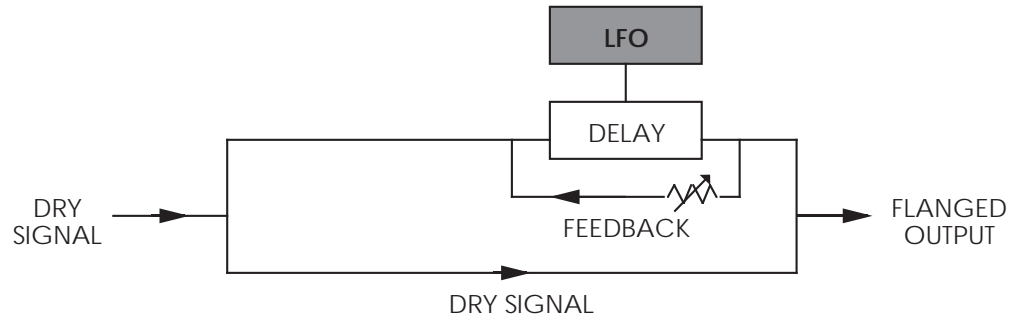 LFO
DELAY
FEEDBACK
DRY
SIGNAL
FLANGED
OUTPUT
DRY SIGNAL